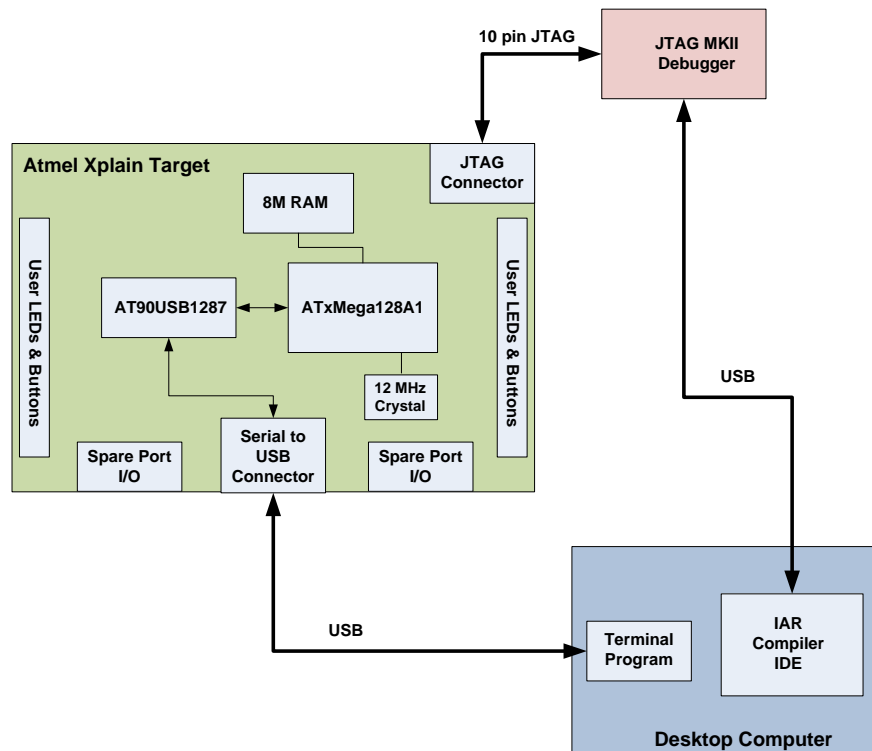 10 pin JTAG
JTAG MKII
Debugger
Atmel Xplain Target
JTAG
Connector
8M RAM
User LEDs & Buttons
User LEDs & Buttons
AT90USB1287
ATxMega128A1
12 MHz
Crystal
USB
Serial to
USB
Connector
Spare Port
I/O
Spare Port
I/O
USB
Terminal
Program
IAR
Compiler
IDE
Desktop Computer